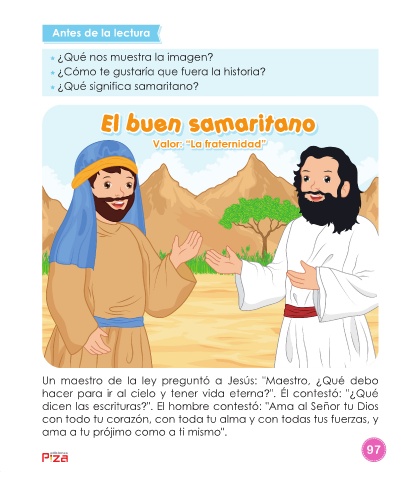 Antes de la lectura
¿Qué nos muestra la imagen?
¿Cómo te gustaría que fuera la historia?
¿Qué significa samaritano?
El buen samaritano
Valor: "La fraternidad"
Un maestro de la ley preguntó a Jesús: "Maestro, ¿Qué debo
hacer para ir al cielo y tener vida eterna?". Él contestó: "¿Qué
dicen las escrituras?". El hombre contestó: "Ama al Señor tu Dios
con todo tu corazón, con toda tu alma y con todas tus fuerzas, y
ama a tu prójimo como a ti mismo".
P'za
97